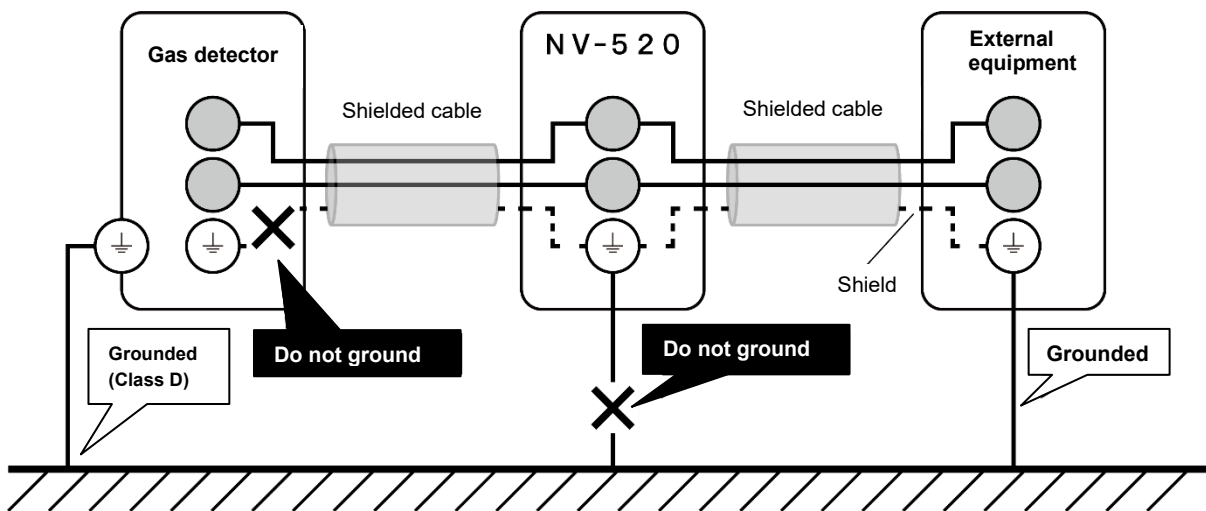 Gas detector
NV-520
External
equipment
Shielded cable
Shielded cable
Shield
Do not ground
Do not ground
Grounded
(Class D)
Grounded